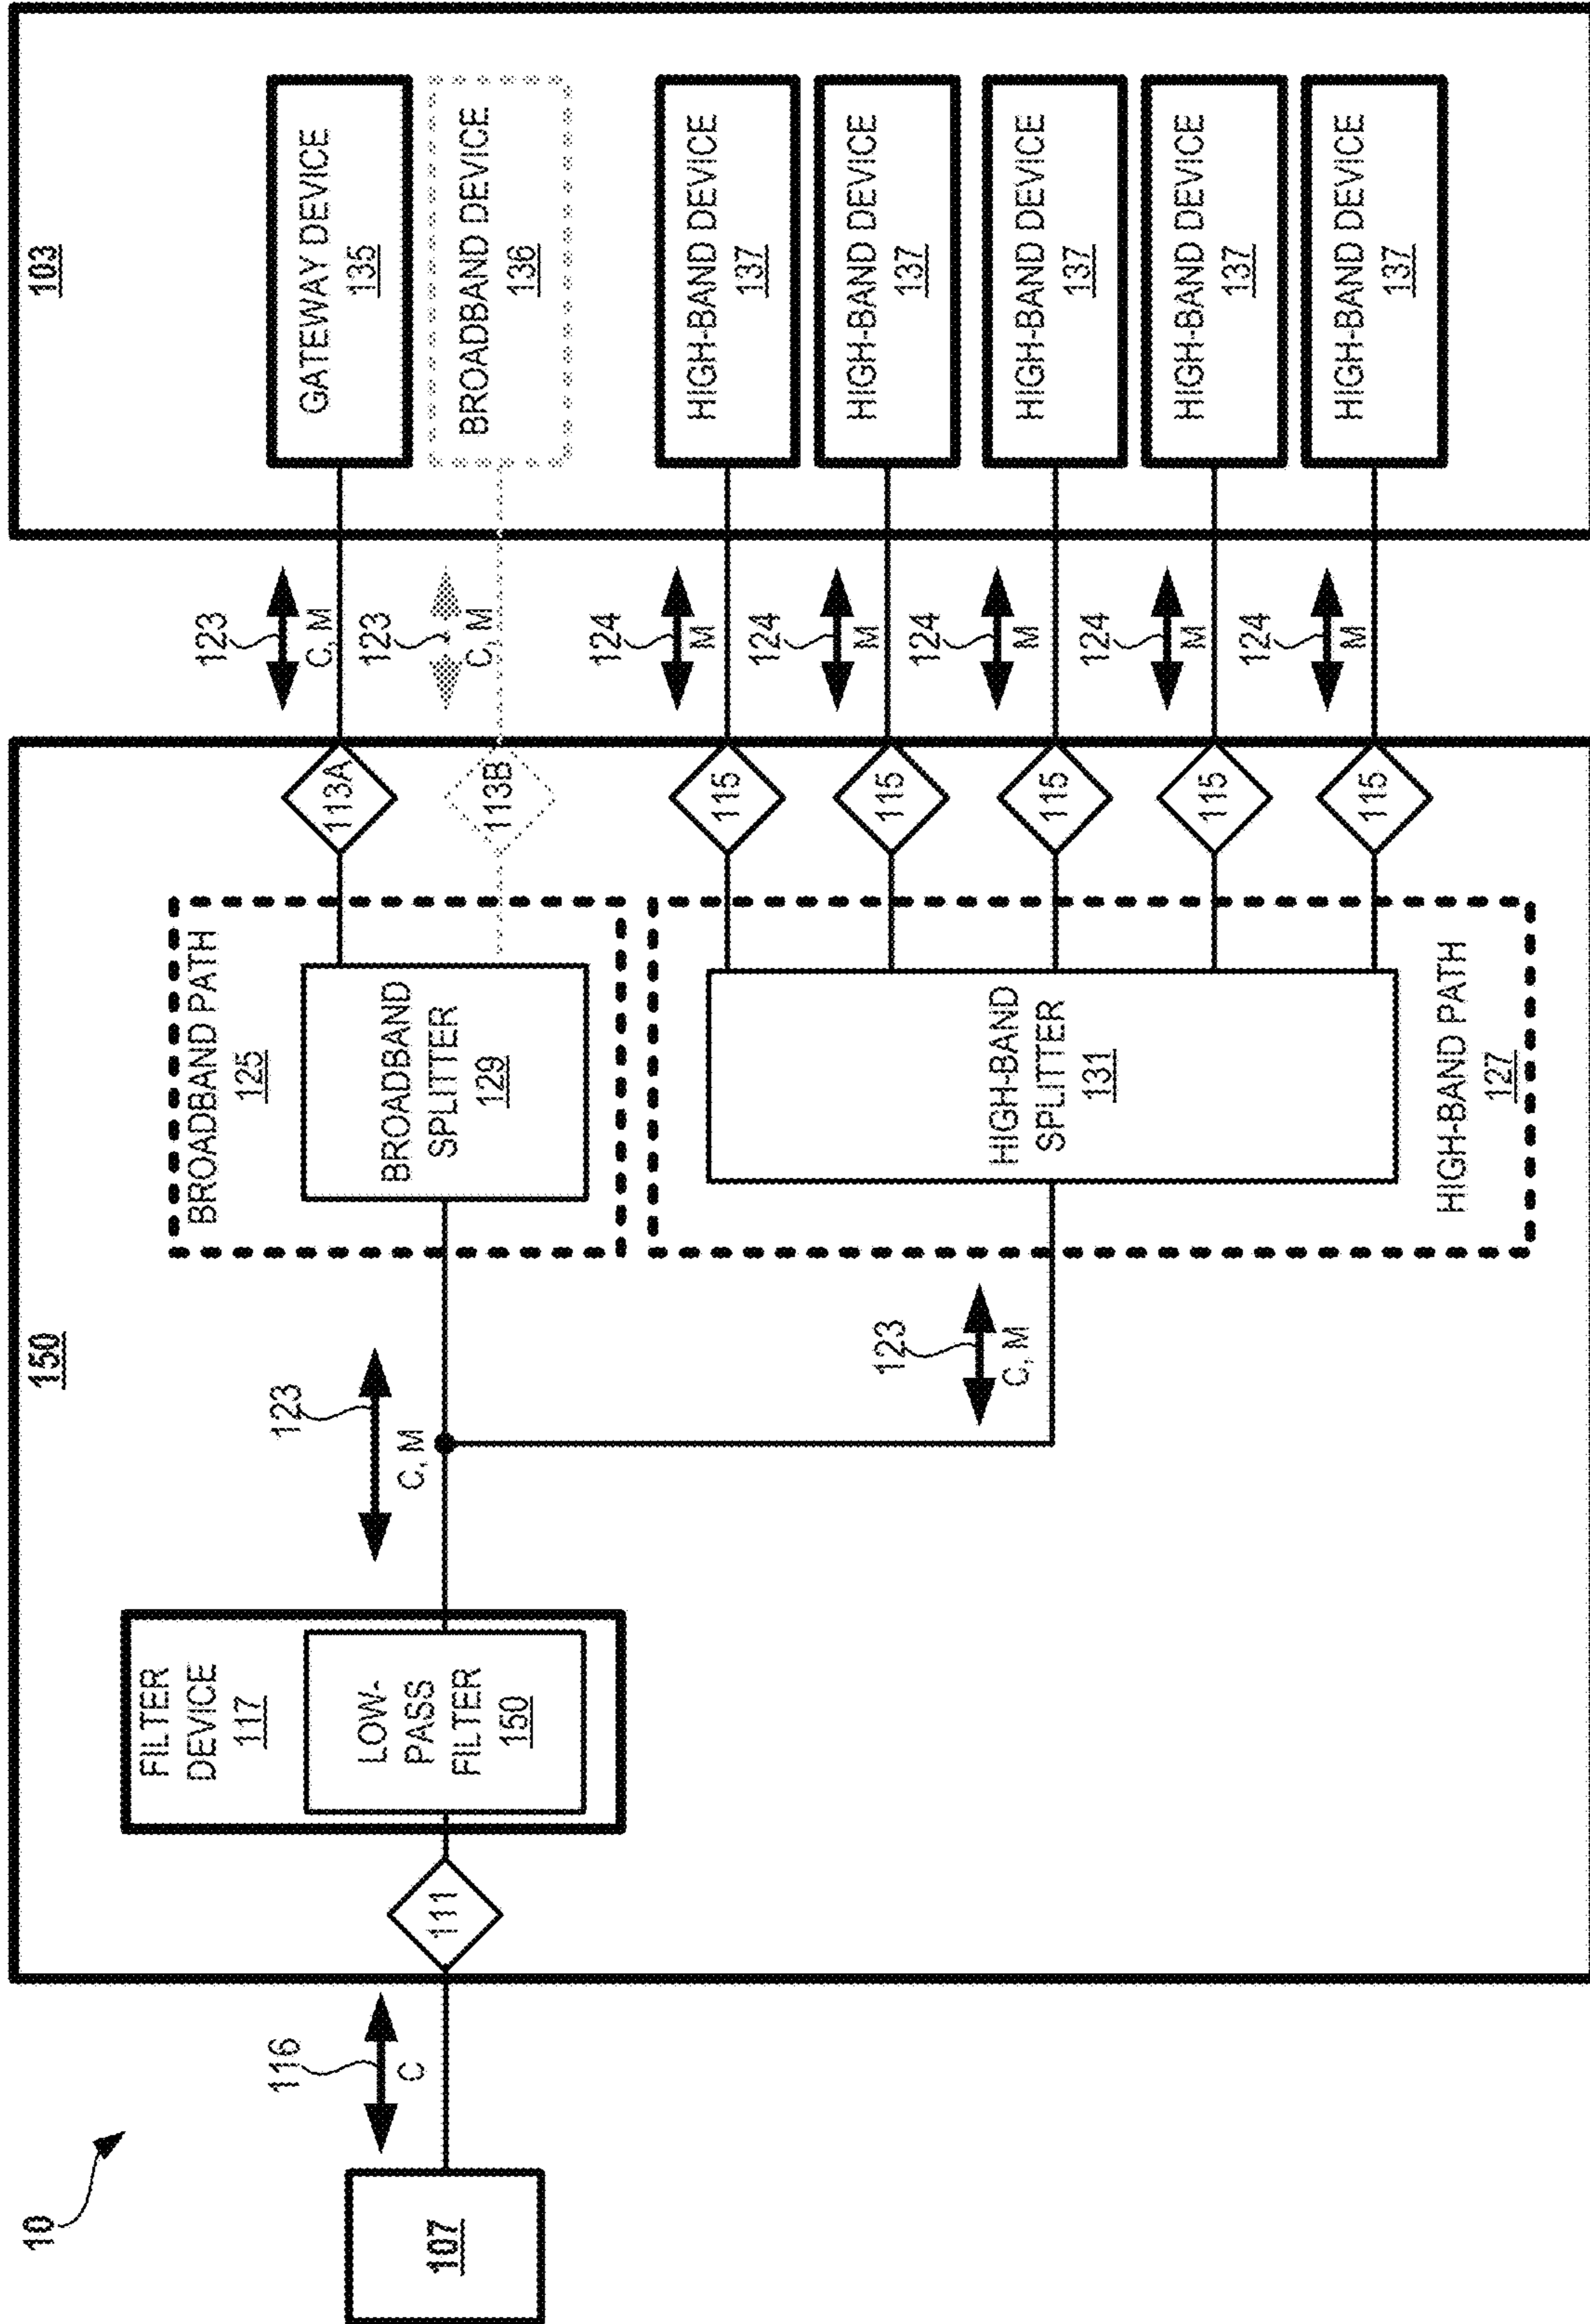 10
107
116
C
150
111
FILTER
DEVICE
117
LOW-
PASS
FILTER
150
123
C, M
123
C, M
BROADBAND PATH
125
BROADBAND
SPLITTER
129
HIGH-BAND
SPLITTER
131
HIGH-BAND PATH
127
113A
113B
115
115
115
115
115
123
C, M
123
C, M
124
M
124
M
124
M
124
M
124
M
103
GATEWAY DEVICE
135
BROADBAND DEVICE
136
HIGH-BAND DEVICE
137
HIGH-BAND DEVICE
137
HIGH-BAND DEVICE
137
HIGH-BAND DEVICE
137
HIGH-BAND DEVICE
137